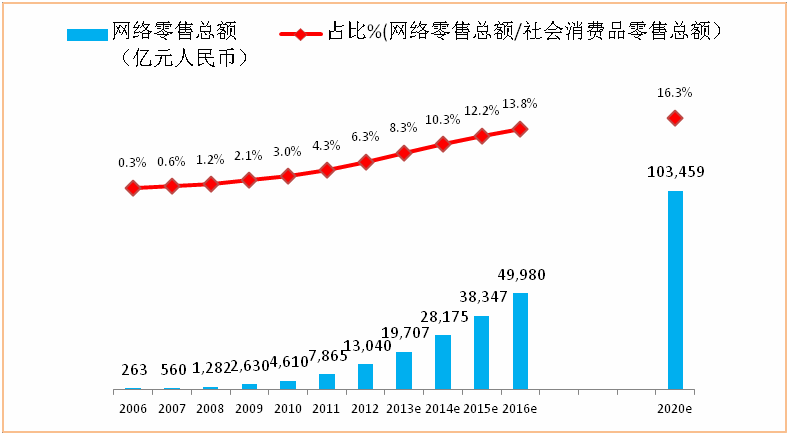 网络零售总额
（亿元人民币）
占比%(网络零售总额/社会消费品零售总额）
0.3% 0.6% 1.2% 2.1% 3.0% 4.3% 6.3% 8.3% 10.3% 12.2% 13.8% 16.3%
263 560 1,282 2,630 4,610 7,865 13,040 19,707 28,175 38,347 49,980 103,459
2006 2007 2008 2009 2010 2011 2012 2013e 2014e 2015e 2016e 2020e